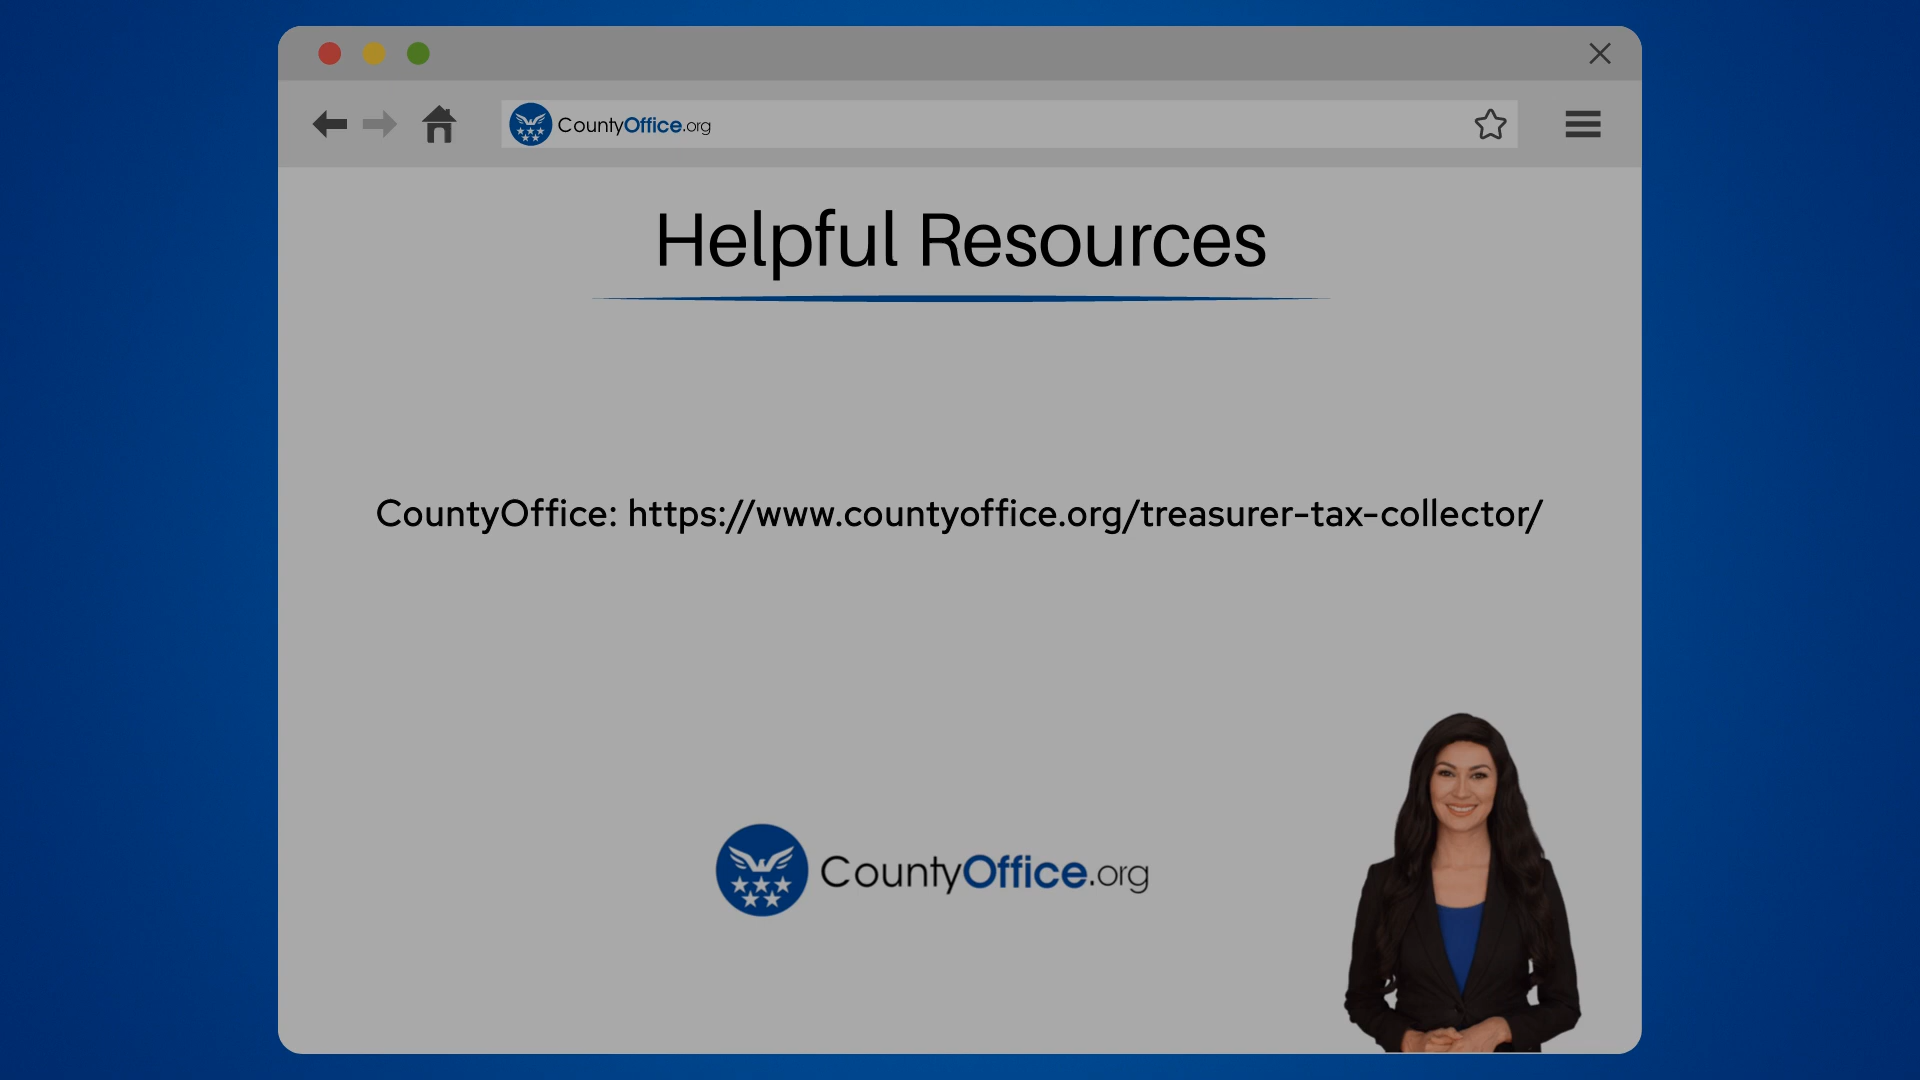 CountyOffice.org
Helpful Resources
CountyOffice: https://www.countyoffice.org/treasurer-tax-collector/
CountyOffice.org